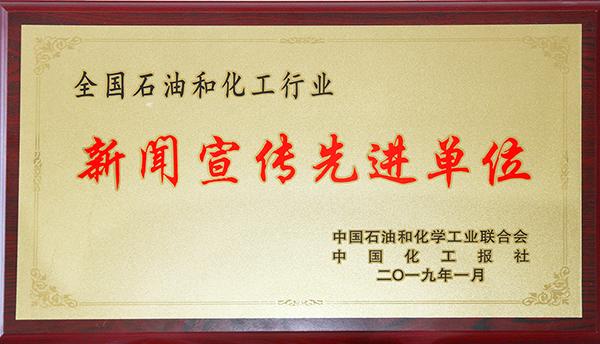 全国石油和化工行业
新闻宣传先进单位
中国石油和化学工业联合会
中国化工报社
二〇一九年一月